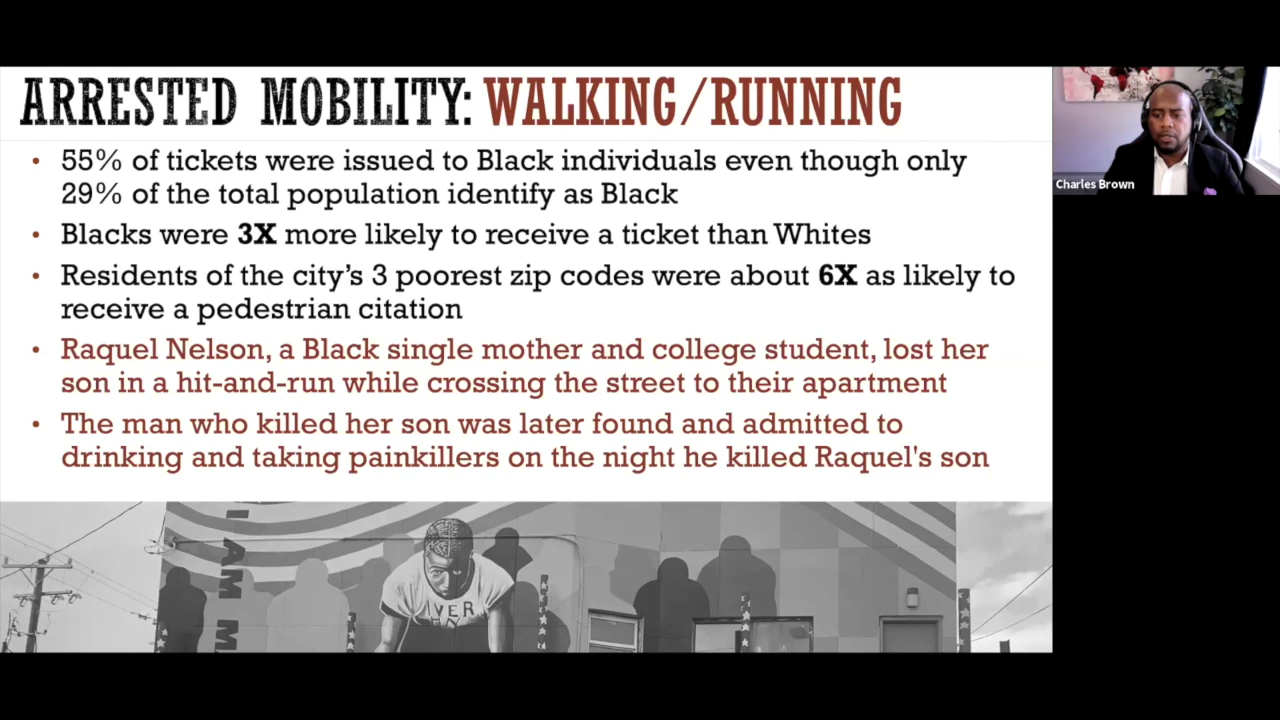 ARRESTED MOBILITY: WALKING/RUNNING
• 55% of tickets were issued to Black individuals even though only
29% of the total population identify as Black
• Blacks were 3X more likely to receive a ticket than Whites
• Residents of the city's 3 poorest zip codes were about 6X as likely to
receive a pedestrian citation
• Raquel Nelson, a Black single mother and college student, lost her
son in a hit-and-run while crossing the street to their apartment
• The man who killed her son was later found and admitted to
drinking and taking painkillers on the night he killed Raquel's son
Charles Brown
I AM M
IVER